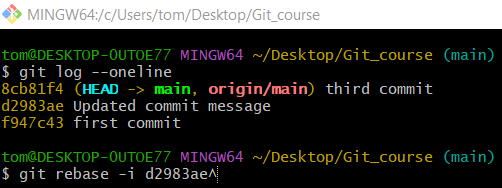 MINGW64:/c/Users/tom/Desktop/Git_course
tom@DESKTOP-OUTOE77 MINGW64 ~/Desktop/Git_course (main)
$ git log --oneline
8cb81f4 (HEAD -> main, origin/main) third commit
d2983ae Updated commit message
f947c43 first commit
tom@DESKTOP-OUTOE77 MINGW64 ~/Desktop/Git_course (main)
$ git rebase -i d2983ae^